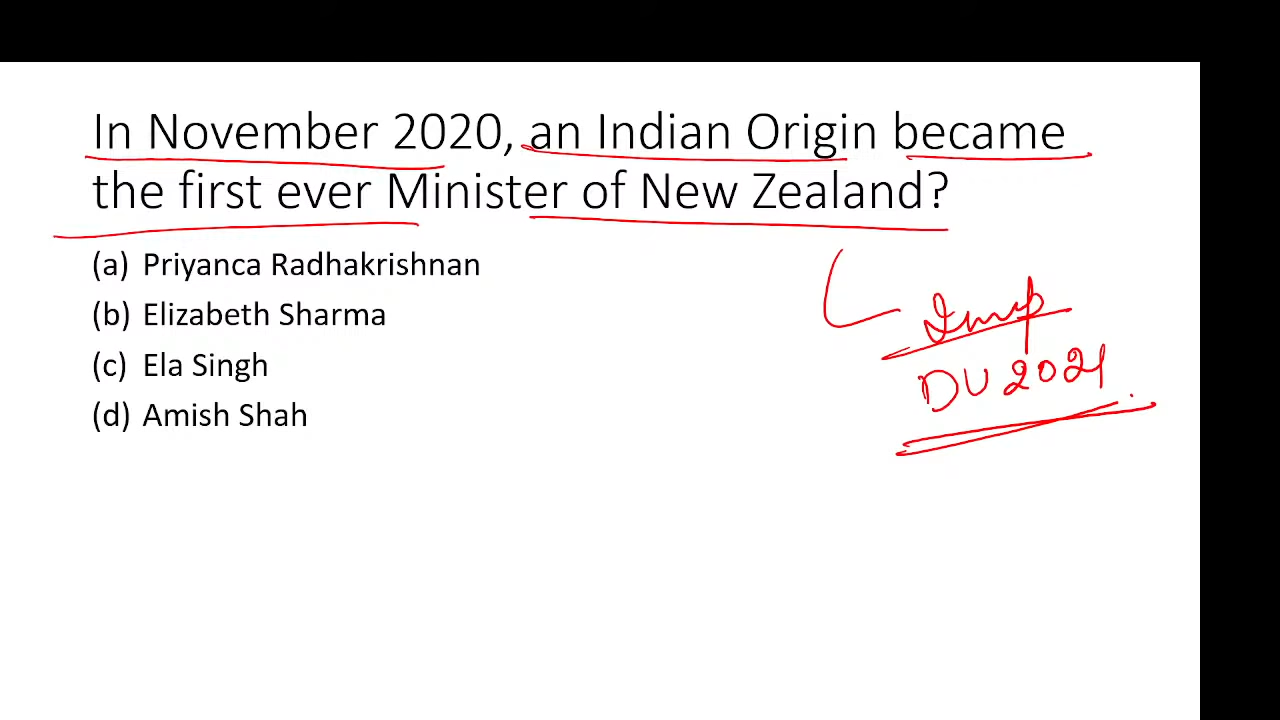 In November 2020, an Indian Origin became
the first ever Minister of New Zealand?
(a) Priyanca Radhakrishnan
(b) Elizabeth Sharma
(c) Ela Singh
(d) Amish Shah
Imp
DU 2021